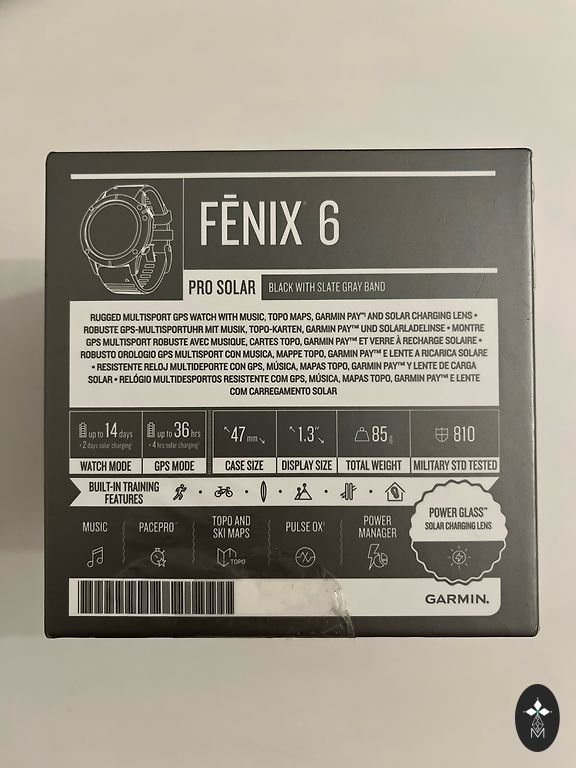 FĒNIX® 6
PRO SOLAR
BLACK WITH SLATE GRAY BAND
RUGGED MULTISPORT GPS WATCH WITH MUSIC, TOPO MAPS, GARMIN PAY™ AND SOLAR CHARGING LENS •
ROBUSTE GPS-MULTISPORTUHR MIT MUSIK, TOPO-KARTEN, GARMIN PAY™ UND SOLARLADELINSE • MONTRE
GPS MULTISPORT ROBUSTE AVEC MUSIQUE, CARTES TOPO, GARMIN PAY™ ET VERRE À RECHARGE SOLAIRE •
ROBUSTO OROLOGIO GPS MULTISPORT CON MUSICA, MAPPE TOPO, GARMIN PAY™ E LENTE A RICARICA SOLARE
• RESISTENTE RELOJ MULTIDEPORTE CON GPS, MÚSICA, MAPAS TOPO, GARMIN PAY™ Y LENTE DE CARGA
SOLAR • RELÓGIO MULTIDESPORTOS RESISTENTE COM GPS, MÚSICA, MAPAS TOPO, GARMIN PAY™ E LENTE
COM CARREGAMENTO SOLAR
up to 14 days
+2 days solar charging
WATCH MODE
up to 36 hrs
+4 hrs solar charging
GPS MODE
47 mm
CASE SIZE
1.3"
DISPLAY SIZE
85 g
TOTAL WEIGHT
810
MILITARY STD TESTED
BUILT-IN TRAINING
FEATURES
MUSIC
PACEPRO™
TOPO AND
SKI MAPS
TOPO
PULSE OX
POWER
MANAGER
POWER GLASS™
SOLAR CHARGING LENS
GARMIN.
M